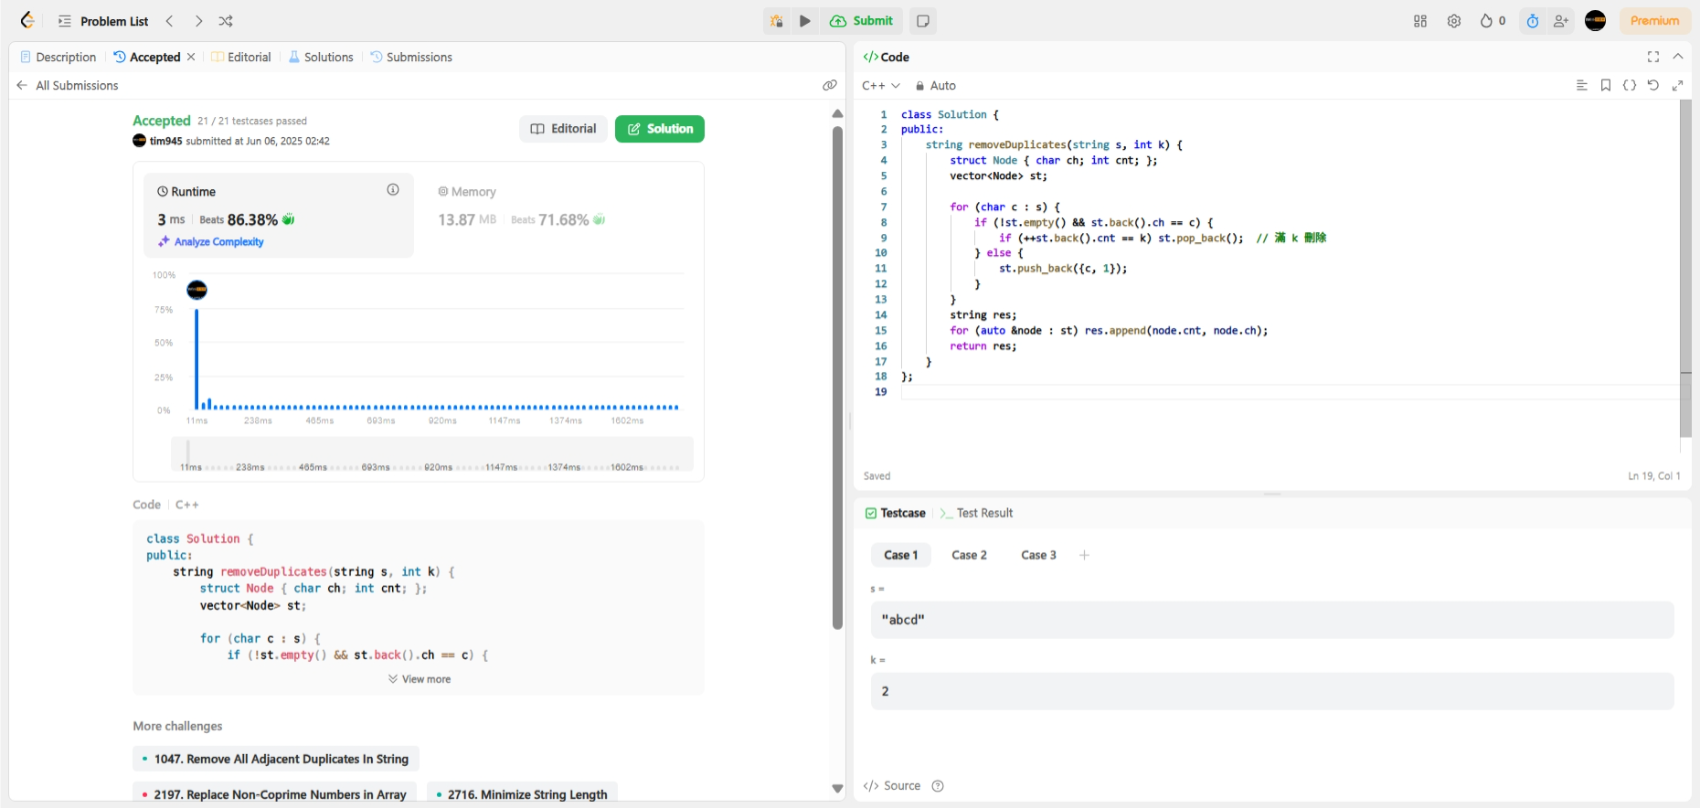 Problem List
Submit
0
Premium
Description
Accepted
Editorial
Solutions
Submissions
All Submissions
Accepted 21 / 21 testcases passed
tim945 submitted at Jun 06, 2025 02:42
Editorial
Solution
Runtime
3 ms Beats 86.38%
Analyze Complexity
Memory
13.87 MB Beats 71.68%
100%
75%
50%
25%
0%
11ms 238ms 465ms 693ms 920ms 1147ms 1374ms 1602ms
11ms 238ms 465ms 693ms 920ms 1147ms 1374ms 1602ms
Code C++
class Solution {
public:
    string removeDuplicates(string s, int k) {
        struct Node { char ch; int cnt; };
        vector<Node> st;
        for (char c : s) {
            if (!st.empty() && st.back().ch == c) {
View more
More challenges
1047. Remove All Adjacent Duplicates In String
2197. Replace Non-Coprime Numbers in Array
2716. Minimize String Length
</>Code
C++ Auto
1 class Solution {
2 public:
3     string removeDuplicates(string s, int k) {
4         struct Node { char ch; int cnt; };
5         vector<Node> st;
6
7         for (char c : s) {
8             if (!st.empty() && st.back().ch == c) {
9                 if (++st.back().cnt == k) st.pop_back();  // 滿 k 刪除
10             } else {
11                 st.push_back({c, 1});
12             }
13         }
14         string res;
15         for (auto &node : st) res.append(node.cnt, node.ch);
16         return res;
17     }
18 };
19
Saved
Ln 19, Col 1
Testcase
Test Result
Case 1
Case 2
Case 3
s =
"abcd"
k =
2
</> Source